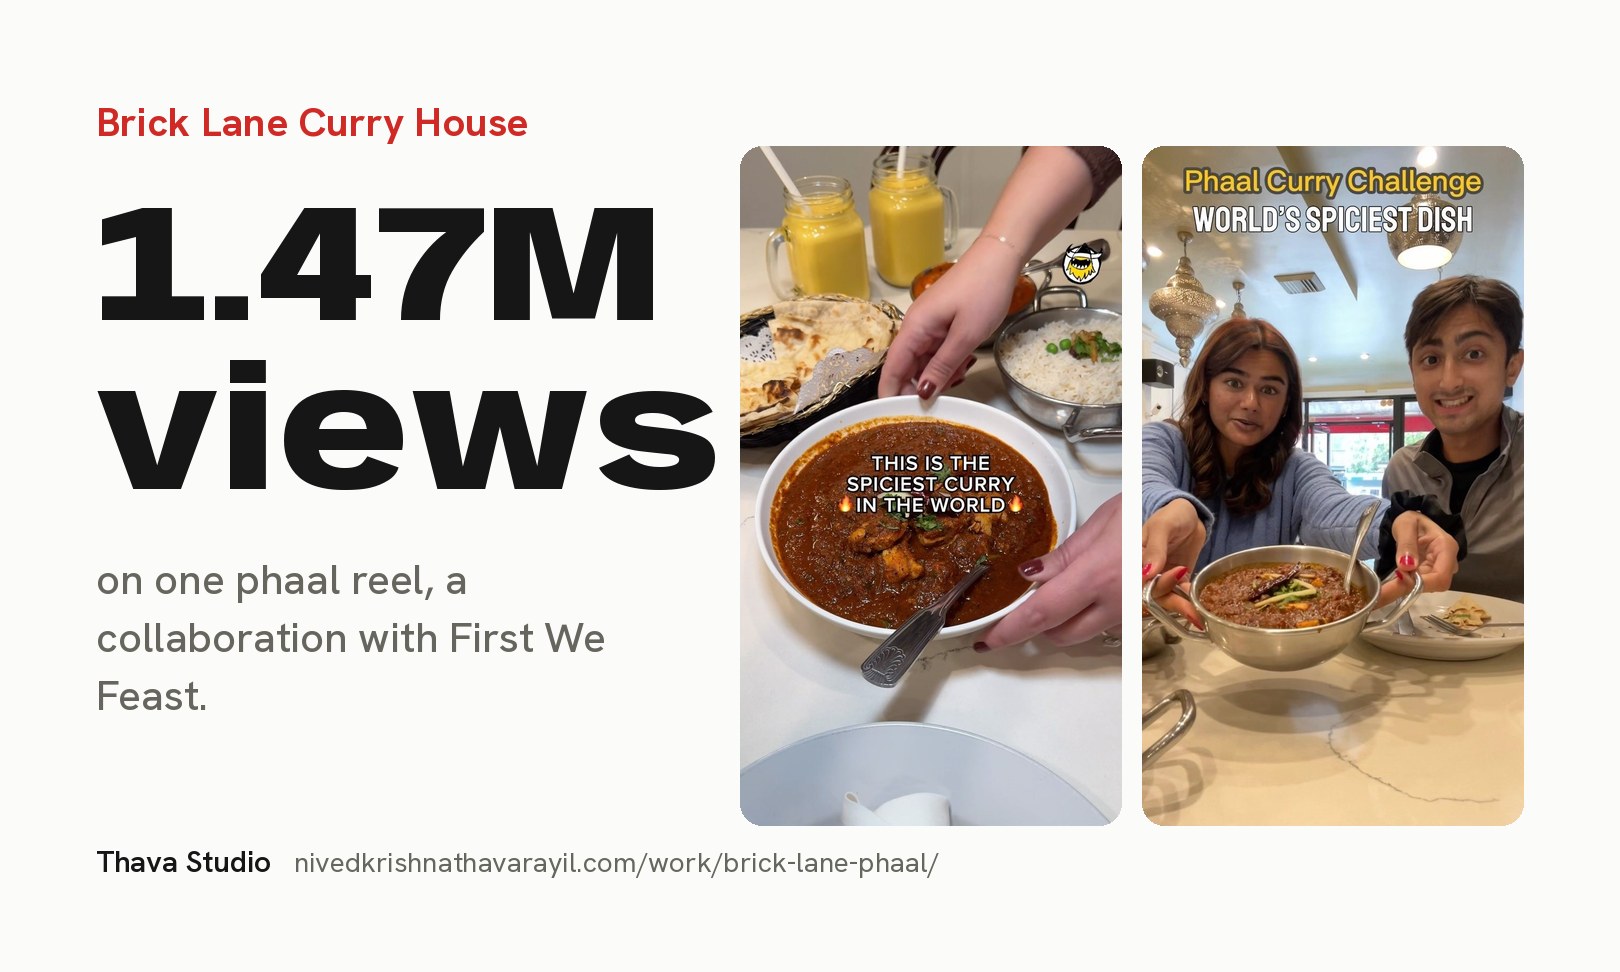 Brick Lane Curry House
1.47M
views
on one phaal reel, a
collaboration with First We
Feast.
THIS IS THE
SPICIEST CURRY
🔥IN THE WORLD🔥
Phaal Curry Challenge
WORLD'S SPICIEST DISH
Thava Studio nivedkrishnathavarayil.com/work/brick-lane-phaal/